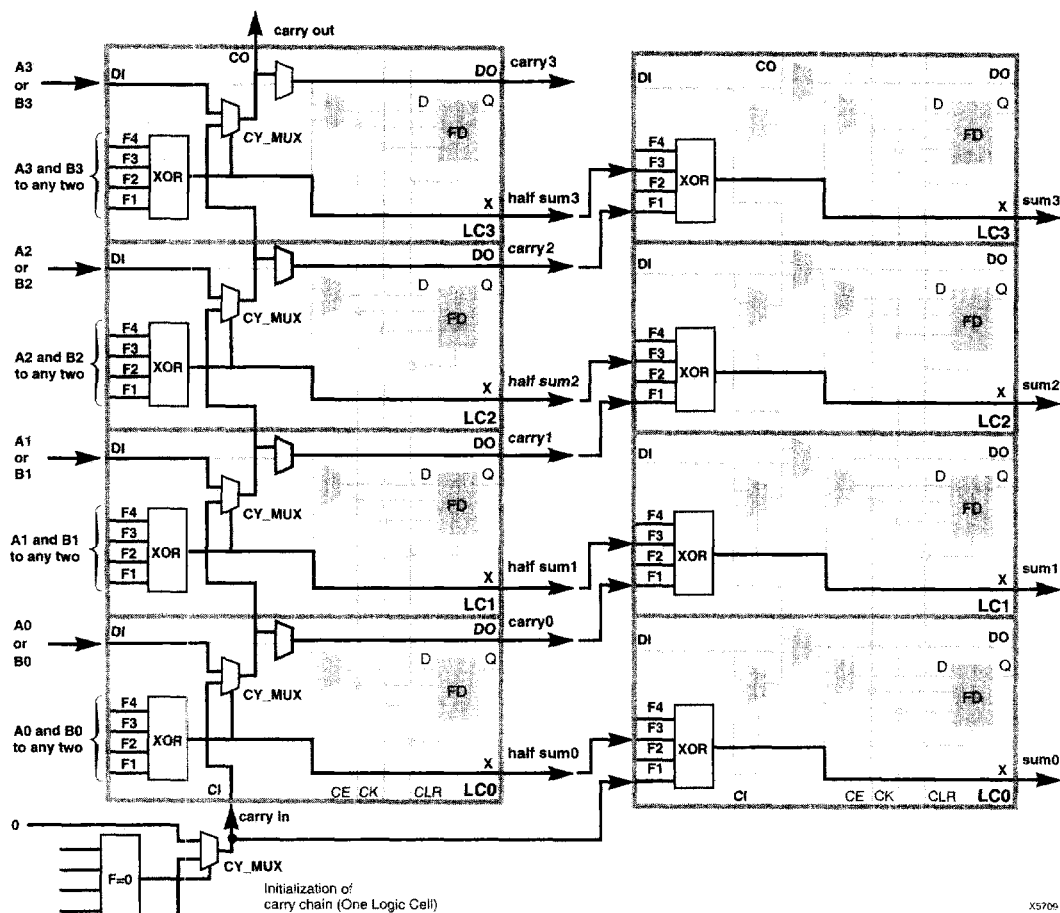 carry out
CO
DI
DO
carry3
A3
or
B3
D
Q
FD
CY_MUX
F4
F3
F2
F1
XOR
A3 and B3
to any two
X
half sum3
LC3
A2
or
B2
DI
DO
carry2
D
Q
FD
CY_MUX
F4
F3
F2
F1
XOR
A2 and B2
to any two
X
half sum2
LC2
A1
or
B1
DI
DO
carry1
D
Q
FD
CY_MUX
F4
F3
F2
F1
XOR
A1 and B1
to any two
X
half sum1
LC1
A0
or
B0
DI
DO
carry0
D
Q
FD
CY_MUX
F4
F3
F2
F1
XOR
A0 and B0
to any two
X
half sum0
CI
CE
CK
CLR
LC0
carry in
0
F=0
CY_MUX
Initialization of
carry chain (One Logic Cell)
CO
DI
DO
D
Q
FD
F4
F3
F2
F1
XOR
X
sum3
LC3
DI
DO
D
Q
FD
F4
F3
F2
F1
XOR
X
sum2
LC2
DI
DO
D
Q
FD
F4
F3
F2
F1
XOR
X
sum1
LC1
DI
DO
D
Q
FD
F4
F3
F2
F1
XOR
X
sum0
CI
CE
CK
CLR
LC0
X5709